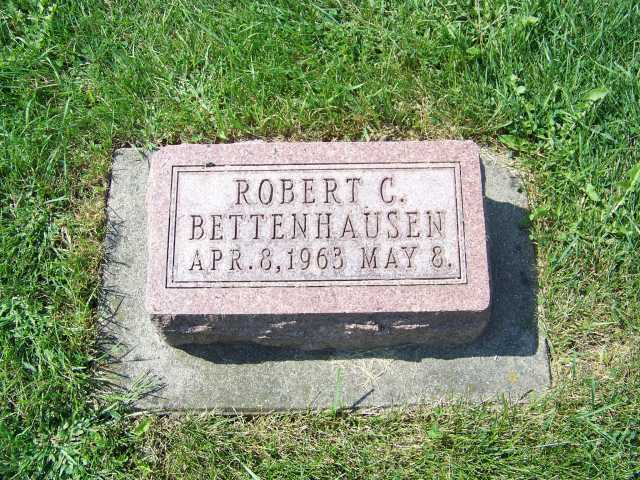 ROBERT C.
BETTENHAUSEN
APR. 8, 1963 MAY 8.